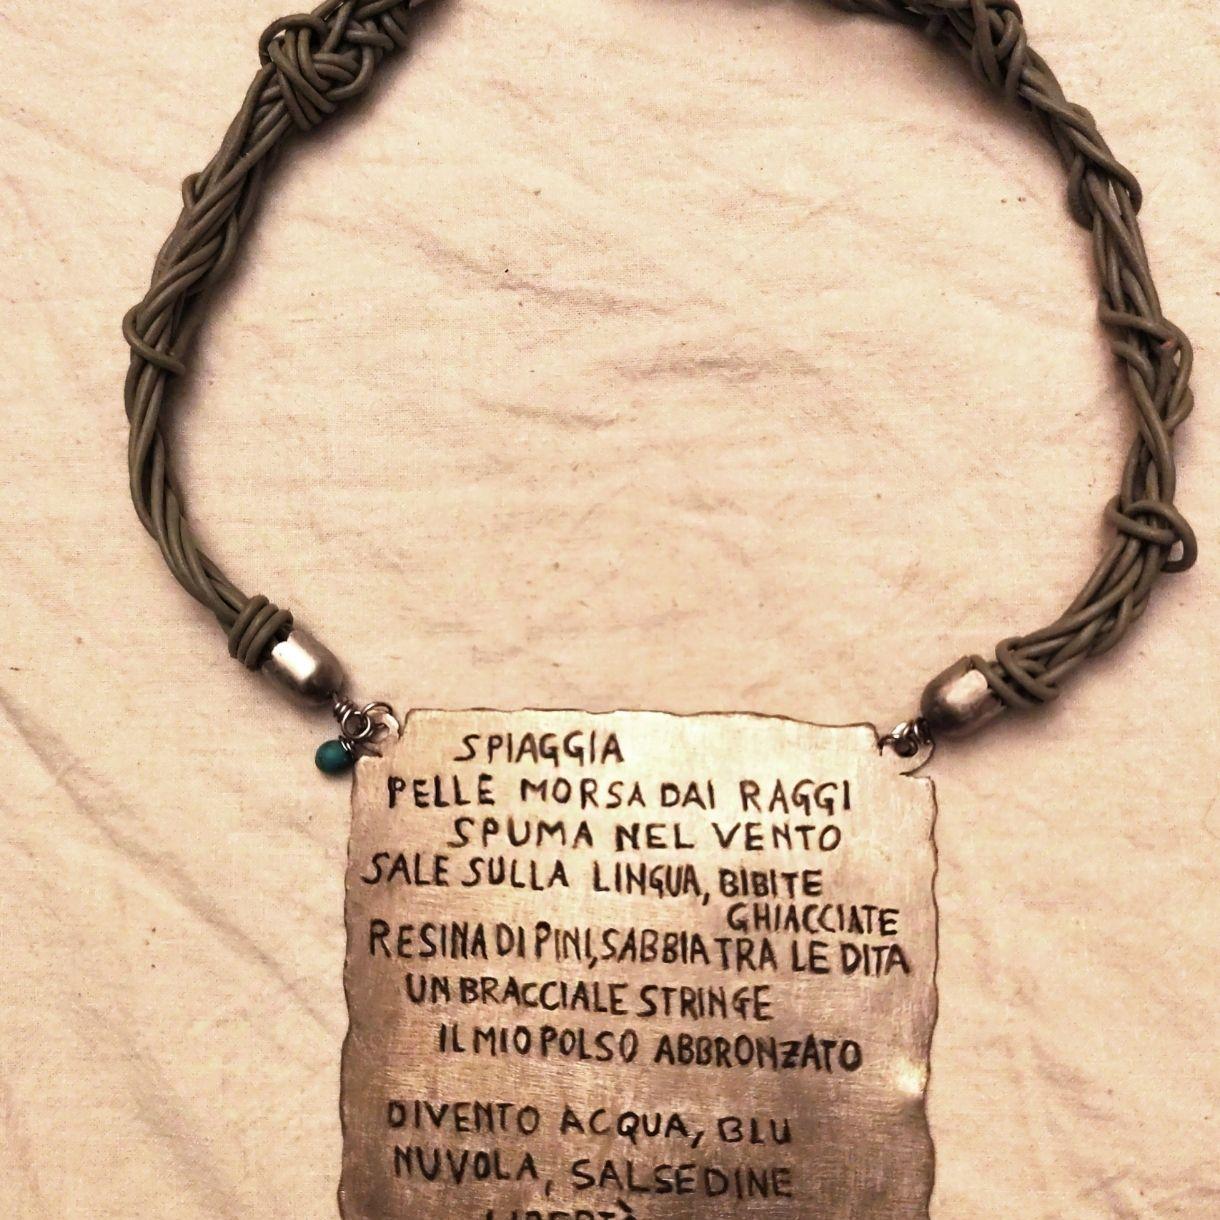 SPIAGGIA
PELLE MORSA DAI RAGGI
SPUMA NEL VENTO
SALE SULLA LINGUA, BIBITE
GHIACCIATE
RESINA DI PINI, SABBIA TRA LE DITA
UN BRACCIALE STRINGE
IL MIO POLSO ABBRONZATO
DIVENTO ACQUA, BLU
NUVOLA, SALSEDINE
LIBERTÀ